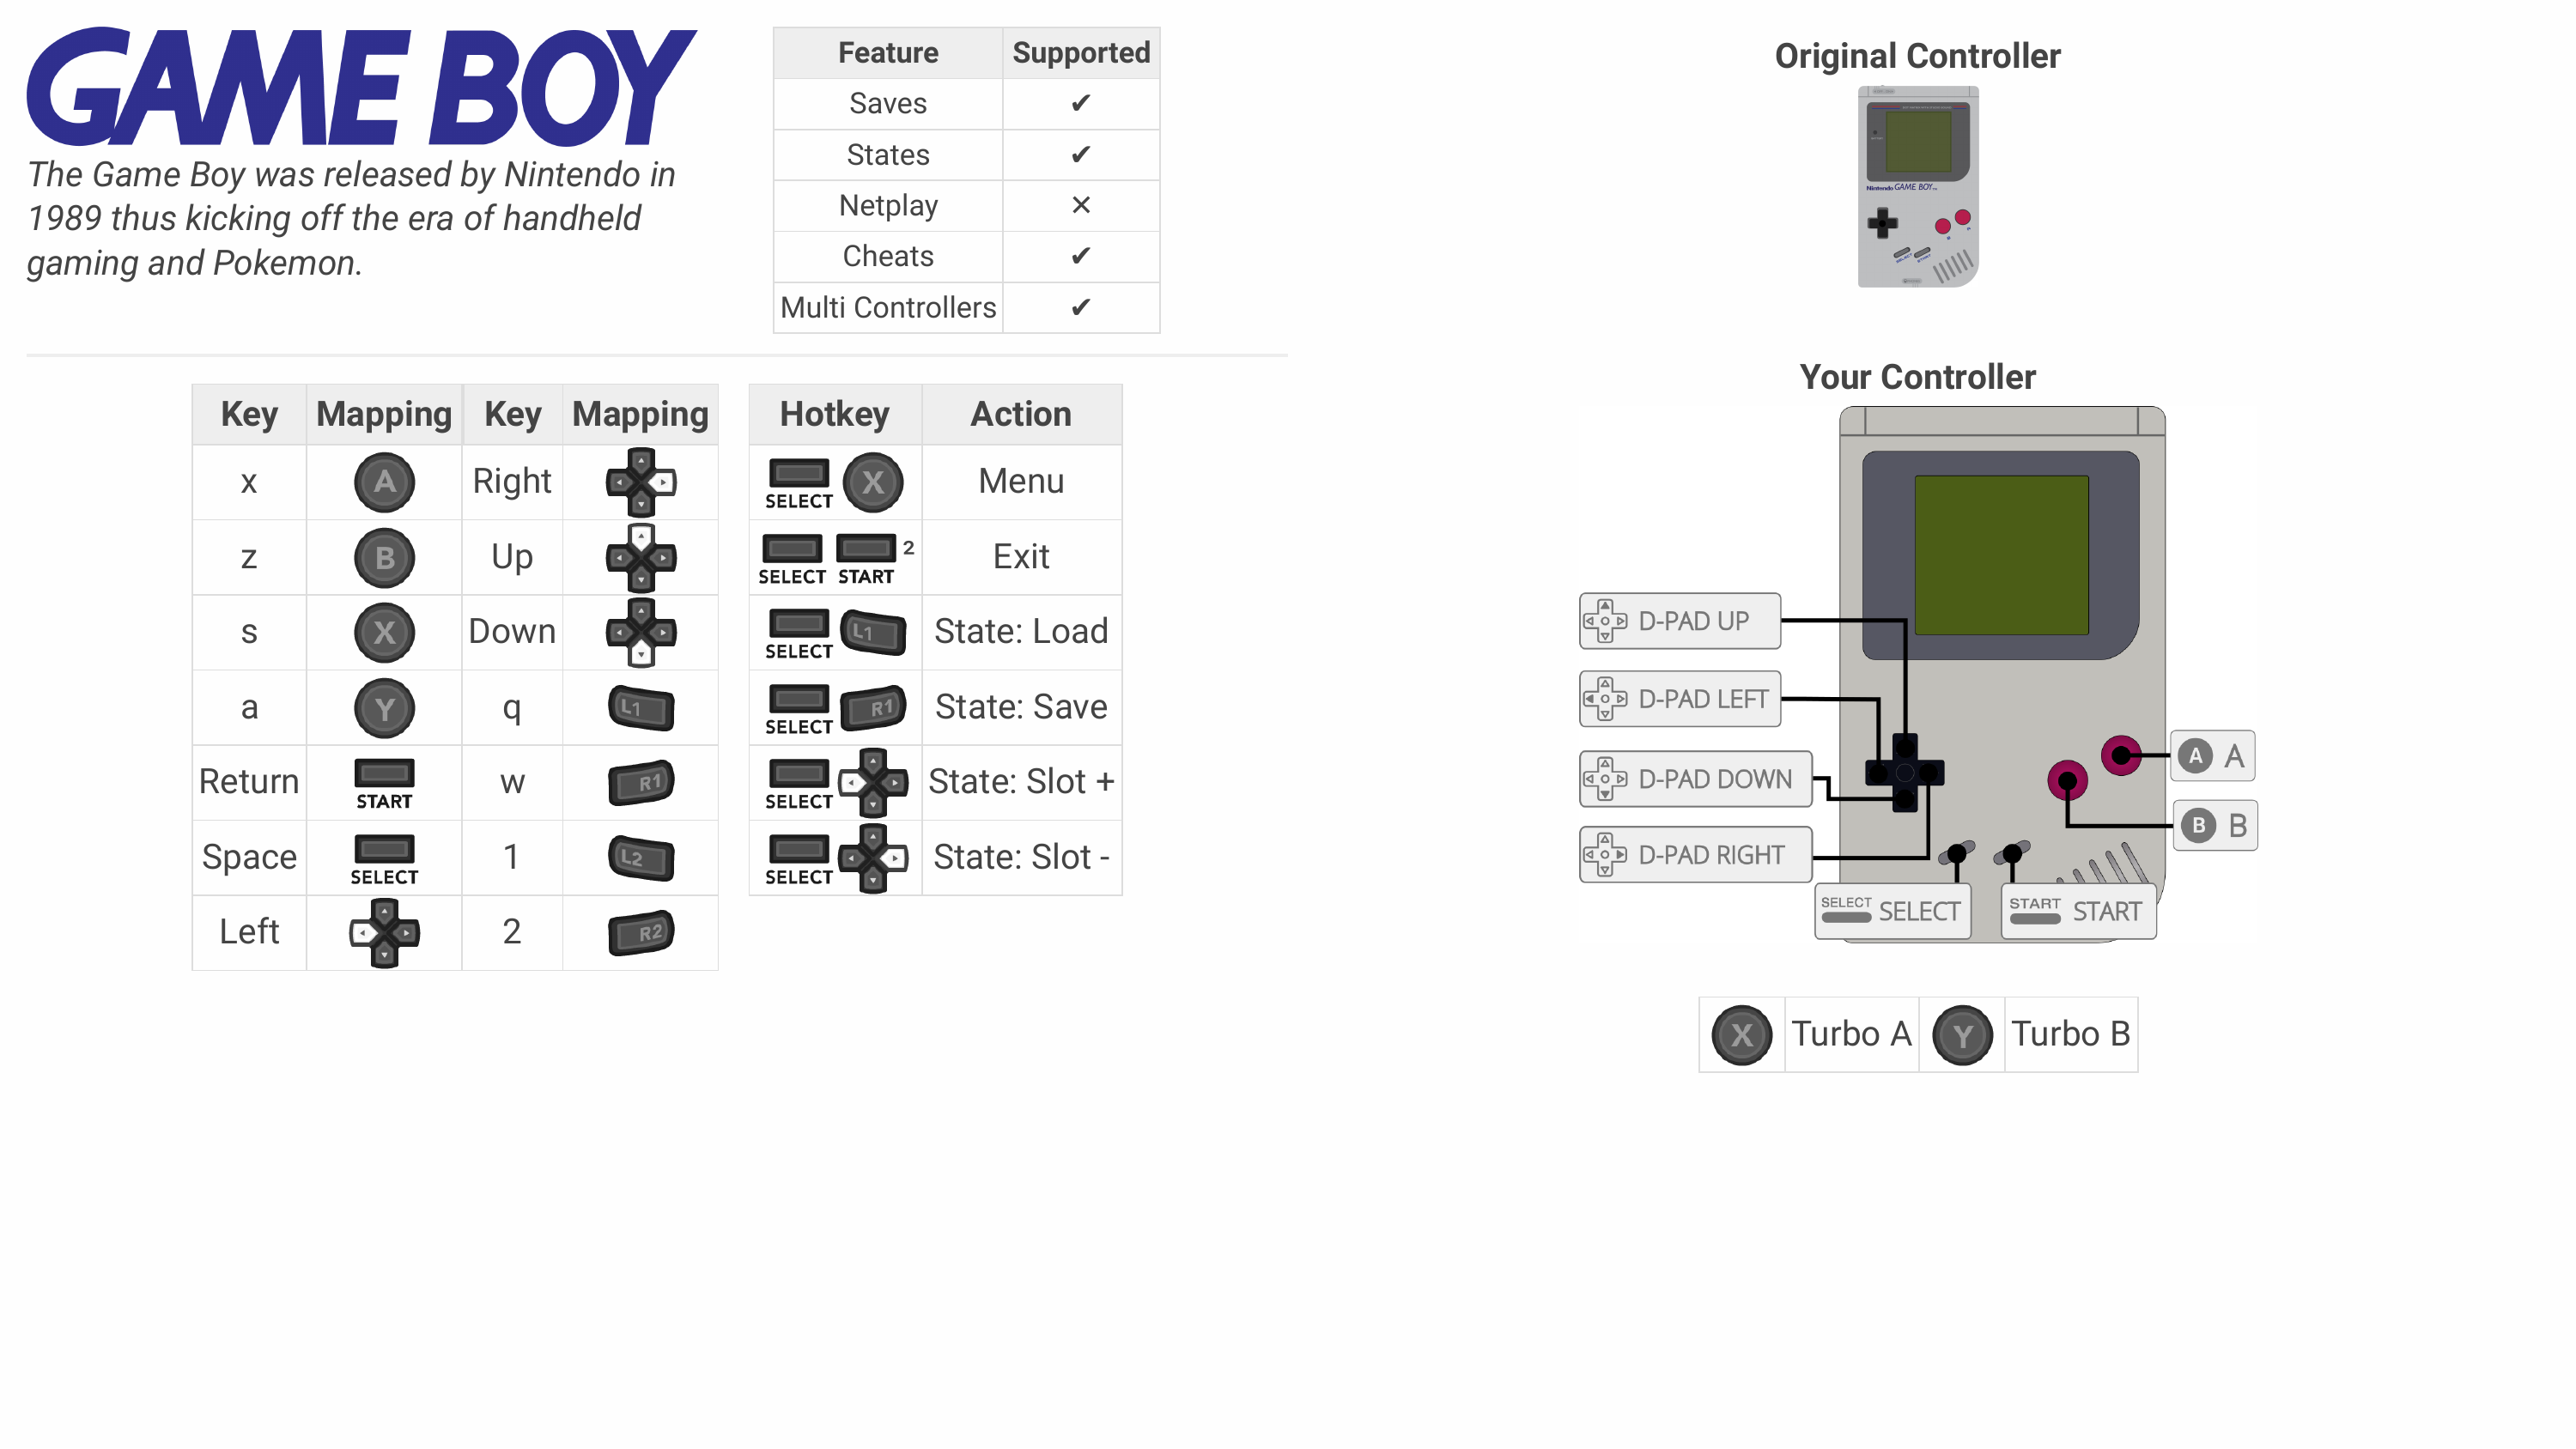 GAME BOY
The Game Boy was released by Nintendo in
1989 thus kicking off the era of handheld
gaming and Pokemon.
Feature Supported
Saves ✔
States ✔
Netplay ✕
Cheats ✔
Multi Controllers ✔
Key Mapping Key Mapping
x A Right
z B Up
s X Down
a Y q L1
Return START w R1
Space SELECT 1 L2
Left 2 R2
Hotkey Action
SELECT X Menu
SELECT START 2 Exit
SELECT L1 State: Load
SELECT R1 State: Save
SELECT State: Slot +
SELECT State: Slot -
Original Controller
Nintendo GAME BOY
Your Controller
D-PAD UP
D-PAD LEFT
D-PAD DOWN
D-PAD RIGHT
A A
B B
SELECT SELECT
START START
X Turbo A Y Turbo B